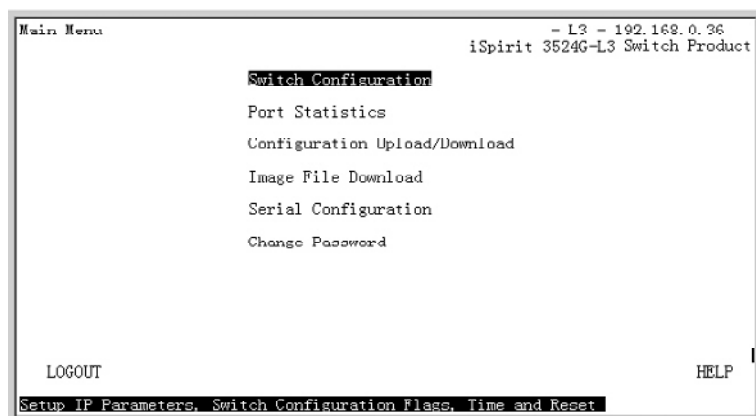 Main Menu - L3 - 192.168.0.36
iSpirit 3524G-L3 Switch Product
Switch Configuration
Port Statistics
Configuration Upload/Download
Image File Download
Serial Configuration
Change Password
LOGOUT HELP
Setup IP Parameters, Switch Configuration Flags, Time and Reset